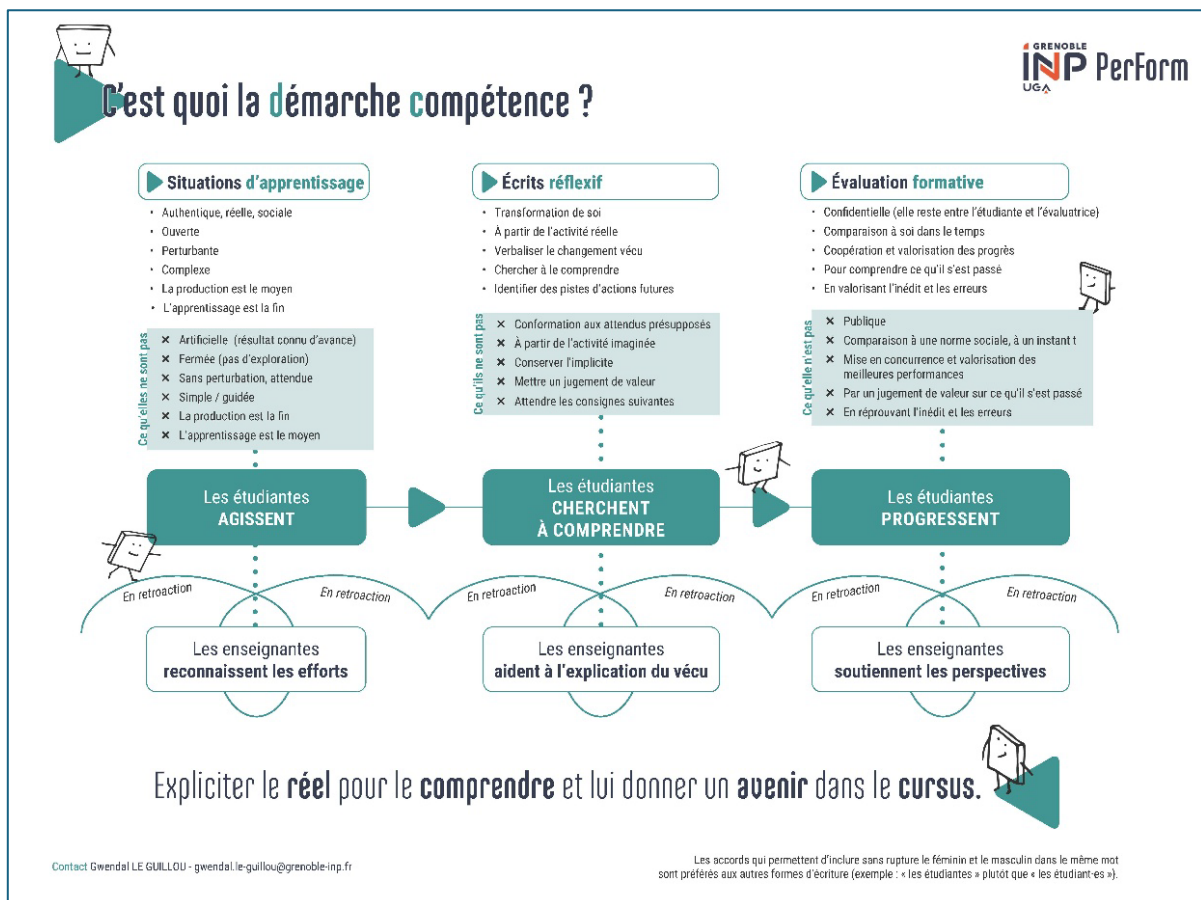 GRENOBLE
INP PerForm
UGA
C'est quoi la démarche compétence ?
Situations d'apprentissage
• Authentique, réelle, sociale
• Ouverte
• Perturbante
• Complexe
• La production est le moyen
• L'apprentissage est la fin
Ce qu'elles ne sont pas
× Artificielle (résultat connu d'avance)
× Fermée (pas d'exploration)
× Sans perturbation, attendue
× Simple / guidée
× La production est la fin
× L'apprentissage est le moyen
Écrits réflexif
• Transformation de soi
• À partir de l'activité réelle
• Verbaliser le changement vécu
• Chercher à le comprendre
• Identifier des pistes d'actions futures
Ce qu'ils ne sont pas
× Conformation aux attendus présupposés
× À partir de l'activité imaginée
× Conserver l'implicite
× Mettre un jugement de valeur
× Attendre les consignes suivantes
Évaluation formative
• Confidentielle (elle reste entre l'étudiante et l'évaluatrice)
• Comparaison à soi dans le temps
• Coopération et valorisation des progrès
• Pour comprendre ce qu'il s'est passé
• En valorisant l'inédit et les erreurs
Ce qu'elle n'est pas
× Publique
× Comparaison à une norme sociale, à un instant t
× Mise en concurrence et valorisation des
meilleures performances
× Par un jugement de valeur sur ce qu'il s'est passé
× En réprouvant l'inédit et les erreurs
Les étudiantes
AGISSENT
Les étudiantes
CHERCHENT
À COMPRENDRE
Les étudiantes
PROGRESSENT
En retroaction
En retroaction
En retroaction
En retroaction
En retroaction
En retroaction
Les enseignantes
reconnaissent les efforts
Les enseignantes
aident à l'explication du vécu
Les enseignantes
soutiennent les perspectives
Expliciter le réel pour le comprendre et lui donner un avenir dans le cursus.
Contact Gwendal LE GUILLOU - gwendal.le-guillou@grenoble-inp.fr
Les accords qui permettent d'inclure sans rupture le féminin et le masculin dans le même mot
sont préférés aux autres formes d'écriture (exemple : « les étudiantes » plutôt que « les étudiant-es »).